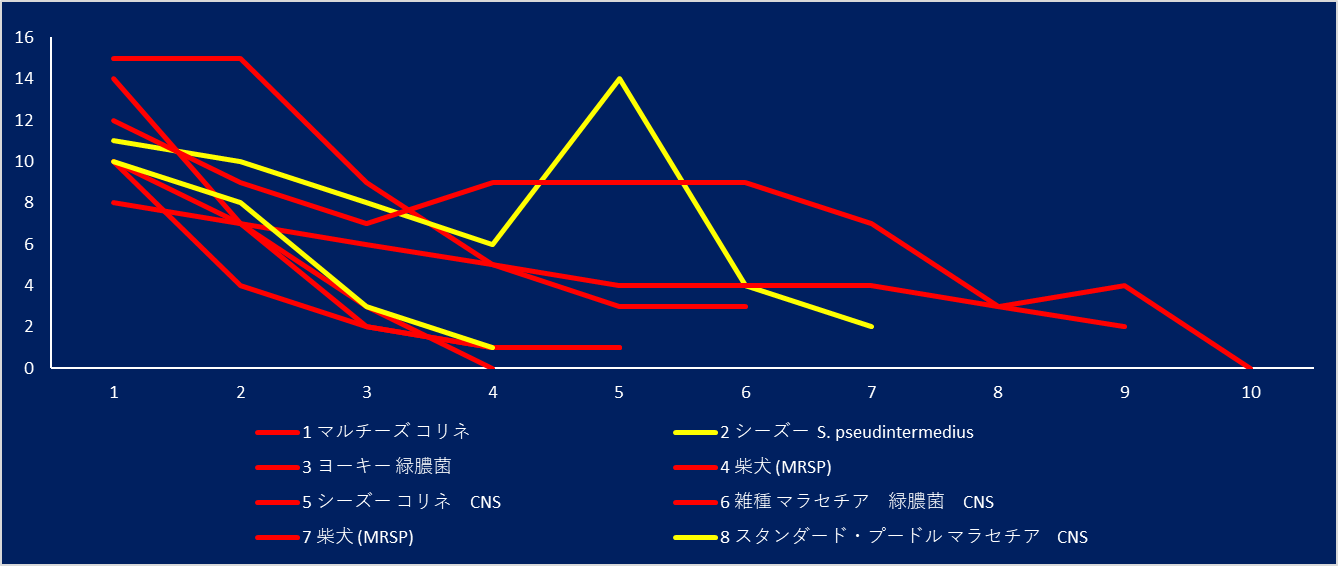 16
14
12
10
8
6
4
2
0
1 2 3 4 5 6 7 8 9 10
1 マルチーズ コリネ 2 シーズー S. pseudintermedius
3 ヨーキー 緑膿菌 4 柴犬 (MRSP)
5 シーズー コリネ　CNS 6 雑種 マラセチア　緑膿菌　CNS
7 柴犬 (MRSP) 8 スタンダード・プードル マラセチア　CNS